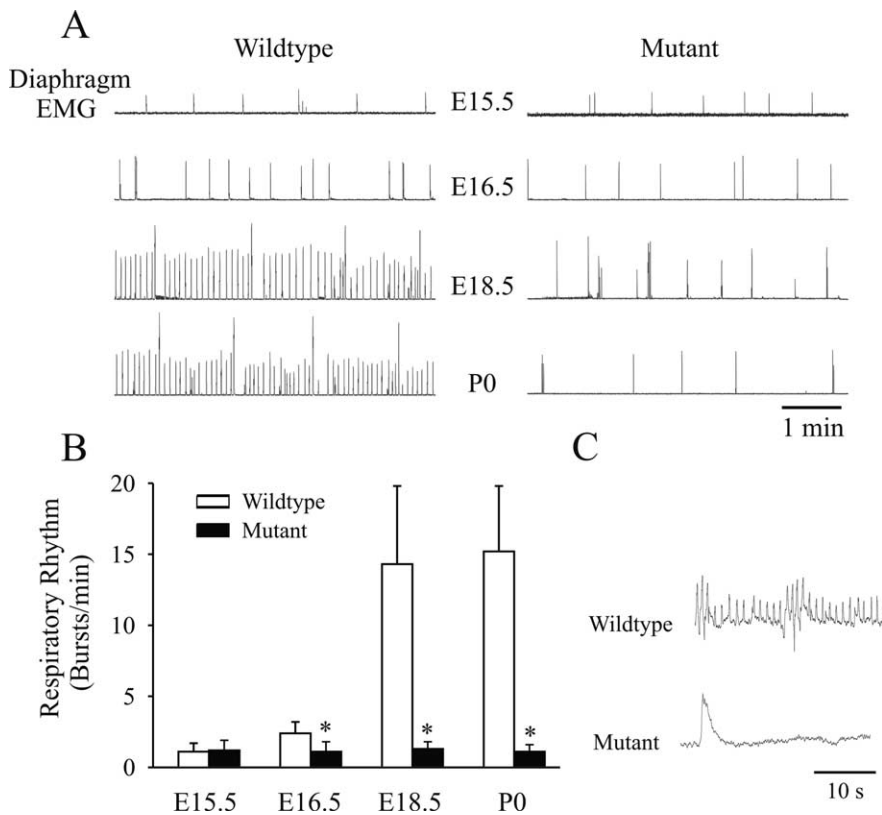 A
Wildtype
Mutant
Diaphragm
EMG
E15.5
E16.5
E18.5
P0
1 min
B
Respiratory Rhythm
(Bursts/min)
20
15
10
5
0
Wildtype
Mutant
*
*
*
E15.5
E16.5
E18.5
P0
C
Wildtype
Mutant
10 s